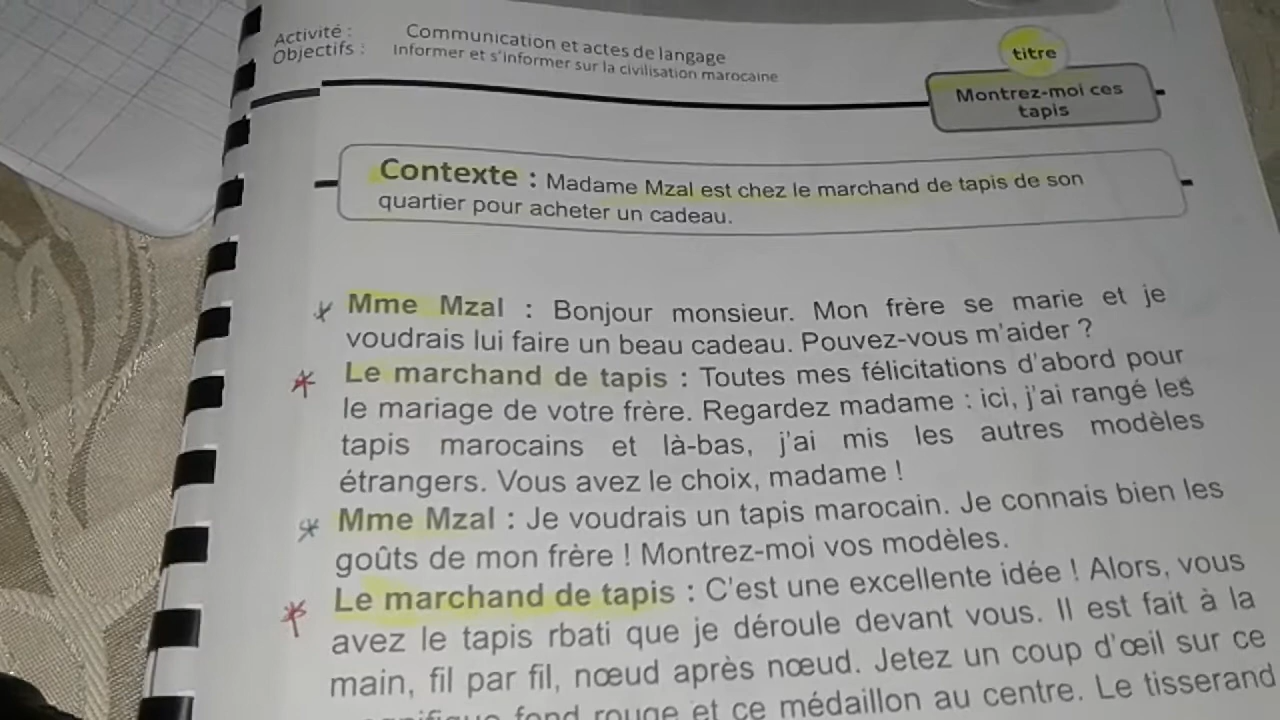 Activité : Communication et actes de langage
Objectifs : Informer et s'informer sur la civilisation marocaine
titre
Montrez-moi ces
tapis
Contexte : Madame Mzal est chez le marchand de tapis de son
quartier pour acheter un cadeau.
Mme Mzal : Bonjour monsieur. Mon frère se marie et je
voudrais lui faire un beau cadeau. Pouvez-vous m'aider ?
Le marchand de tapis : Toutes mes félicitations d'abord pour
le mariage de votre frère. Regardez madame : ici, j'ai rangé les
tapis marocains et là-bas, j'ai mis les autres modèles
étrangers. Vous avez le choix, madame !
Mme Mzal : Je voudrais un tapis marocain. Je connais bien les
goûts de mon frère ! Montrez-moi vos modèles.
Le marchand de tapis : C'est une excellente idée ! Alors, vous
avez le tapis rbati que je déroule devant vous. Il est fait à la
main, fil par fil, nœud après nœud. Jetez un coup d'œil sur ce
fond rouge et ce médaillon au centre. Le tisserand